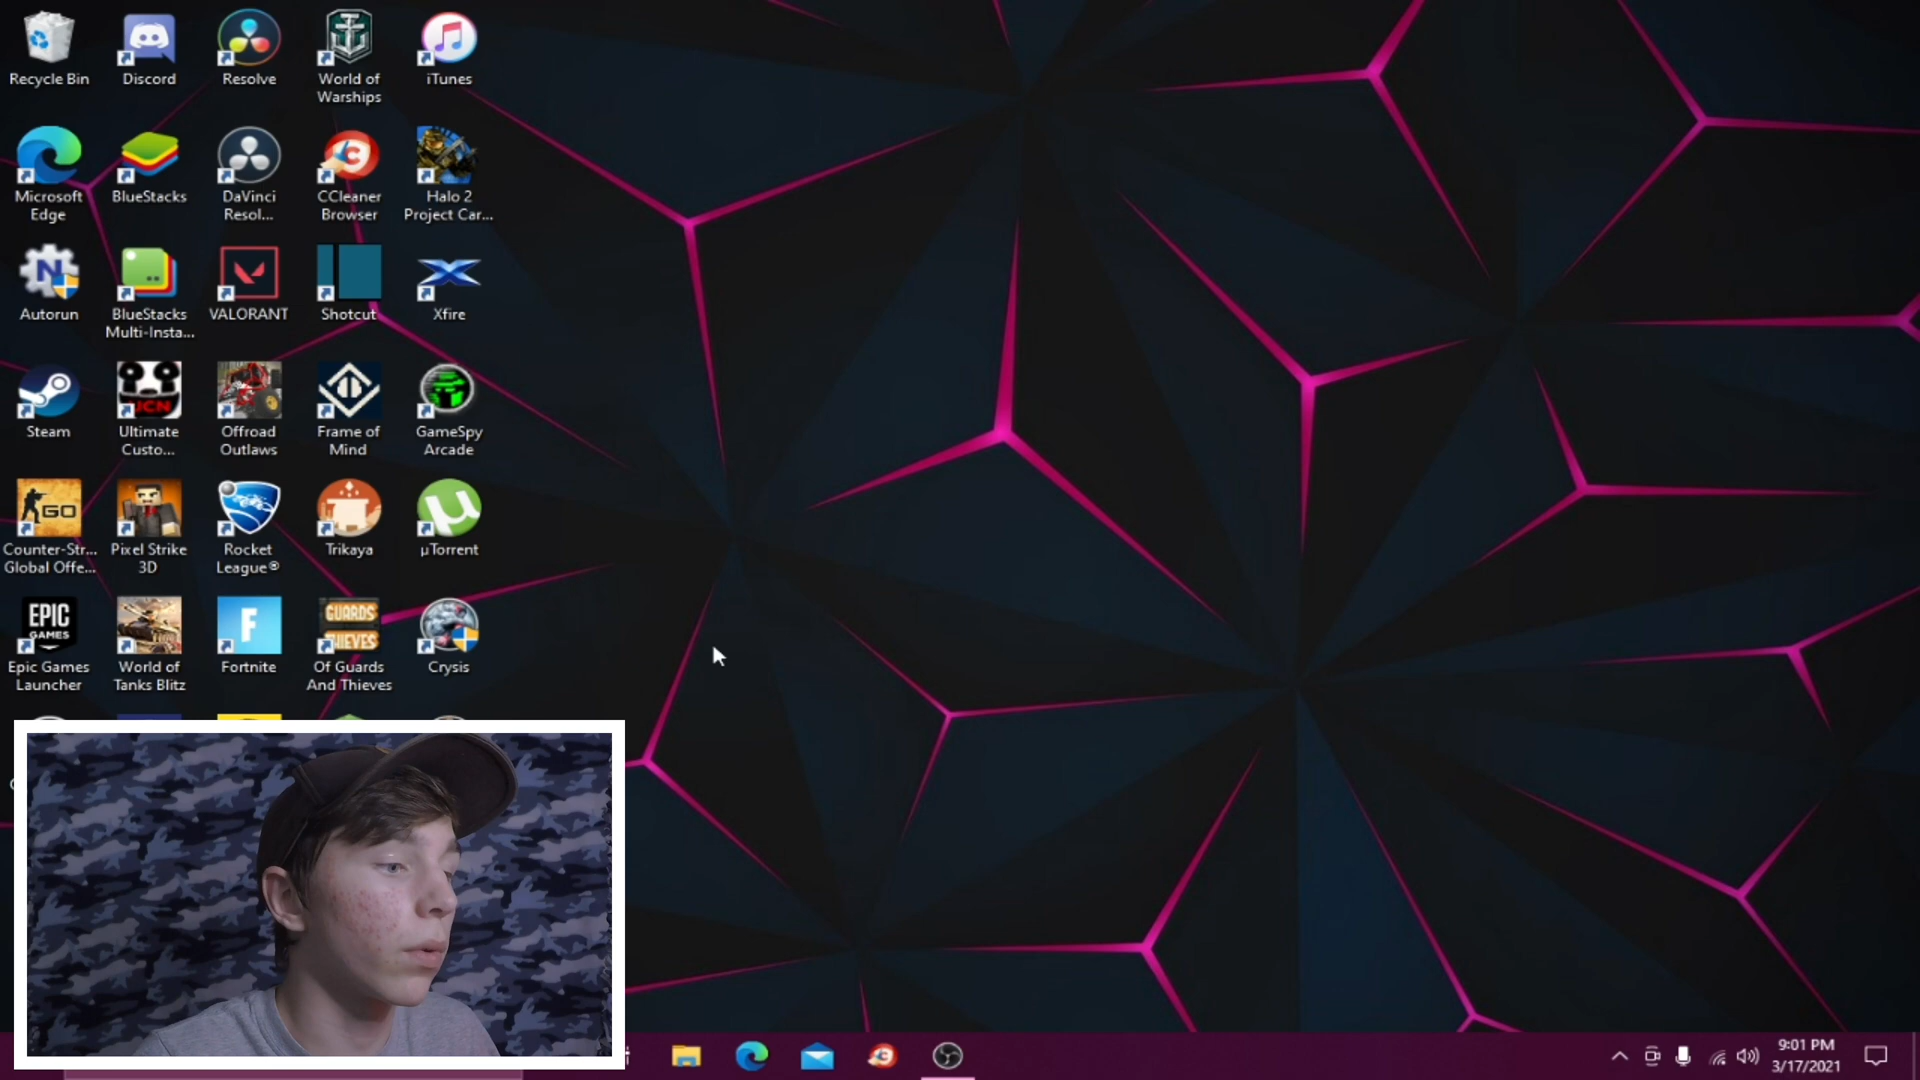 Recycle Bin
Discord
Resolve
World of
Warships
iTunes
Microsoft
Edge
BlueStacks
DaVinci
Resol...
CCleaner
Browser
Halo 2
Project Car...
N
Autorun
BlueStacks
Multi-Insta...
VALORANT
Shotcut
Xfire
Steam
UCN
Ultimate
Custo...
Offroad
Outlaws
Frame of
Mind
GameSpy
Arcade
GO
Counter-Str...
Global Offe...
Pixel Strike
3D
Rocket
League®
Trikaya
µ
µTorrent
EPIC
GAMES
Epic Games
Launcher
World of
Tanks Blitz
F
Fortnite
GUARDS
THIEVES
Of Guards
And Thieves
Crysis
9:01 PM
3/17/2021